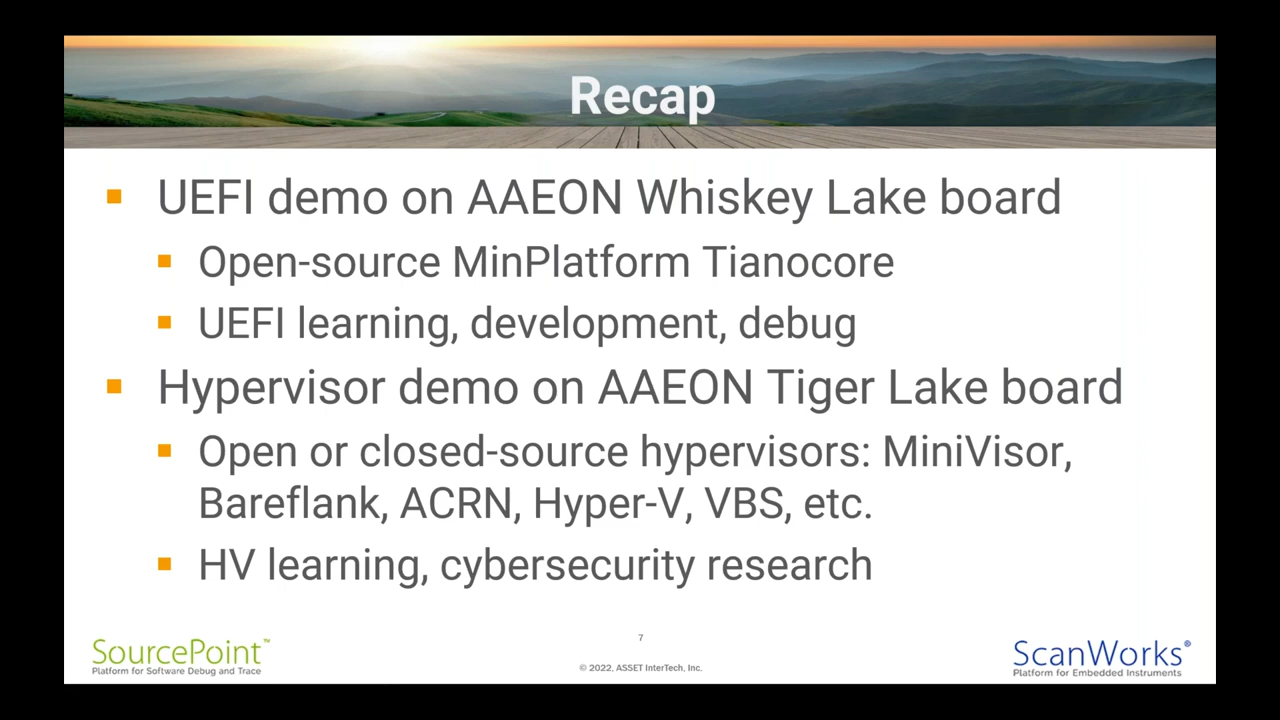 Recap
UEFI demo on AAEON Whiskey Lake board
Open-source MinPlatform Tianocore
UEFI learning, development, debug
Hypervisor demo on AAEON Tiger Lake board
Open or closed-source hypervisors: MiniVisor,
Bareflank, ACRN, Hyper-V, VBS, etc.
HV learning, cybersecurity research
SourcePoint™
Platform for Software Debug and Trace
7
© 2022, ASSET InterTech, Inc.
ScanWorks®
Platform for Embedded Instruments